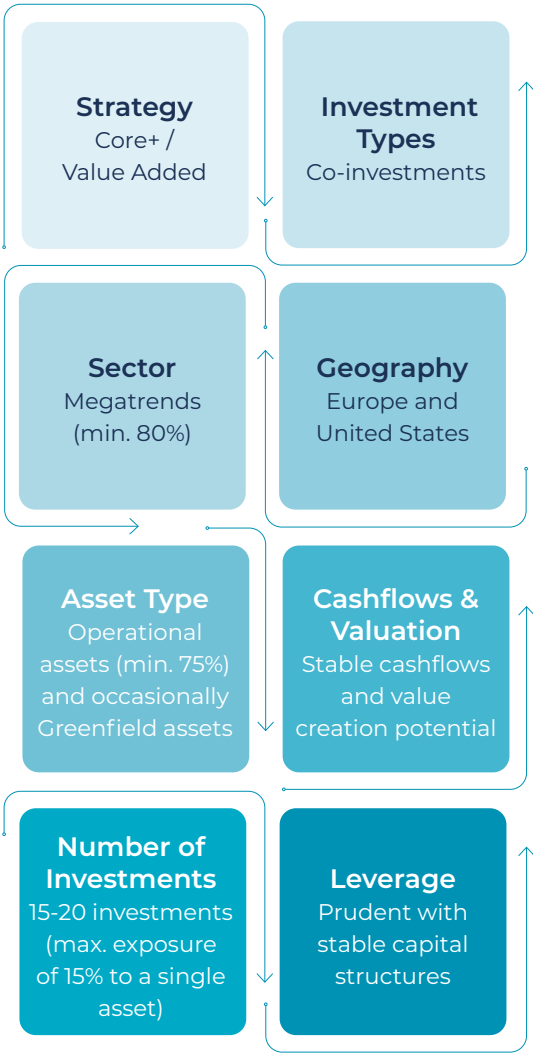 Strategy
Core+ /
Value Added
Investment
Types
Co-investments
Sector
Megatrends
(min. 80%)
Geography
Europe and
United States
Asset Type
Operational
assets (min. 75%)
and occasionally
Greenfield assets
Cashflows &
Valuation
Stable cashflows
and value
creation potential
Number of
Investments
15-20 investments
(max. exposure
of 15% to a single
asset)
Leverage
Prudent with
stable capital
structures